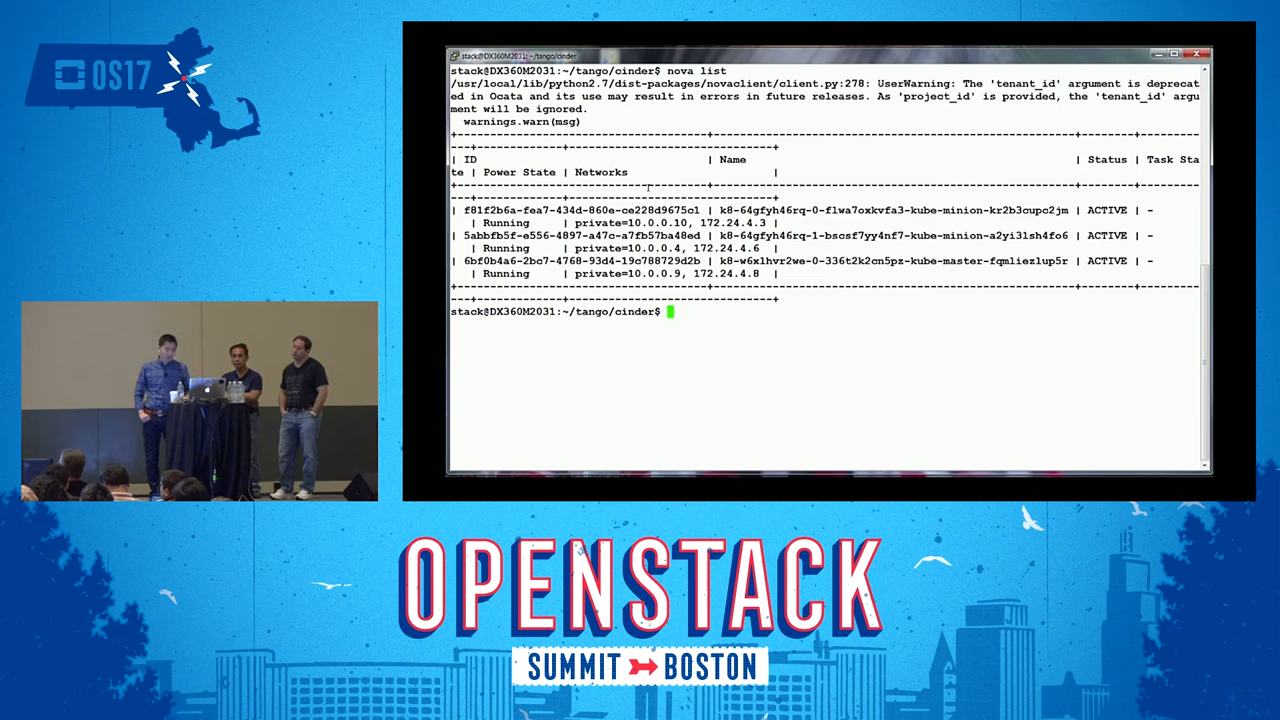 OS17
stack@DX360M2031: ~/tango/cinder
stack@DX360M2031:~/tango/cinder$ nova list
/usr/local/lib/python2.7/dist-packages/novaclient/client.py:278: UserWarning: The 'tenant_id' argument is deprecat
ed in Ocata and its use may result in errors in future releases. As 'project_id' is provided, the 'tenant_id' argu
ment will be ignored.
  warnings.warn(msg)
| ID | Name | Status | Task Sta
te | Power State | Networks |
| f81f2b6a-fea7-434d-860e-ce228d9675c1 | k8-64gfyh46rq-0-flwa7oxkvfa3-kube-minion-kr2b3cupc2jm | ACTIVE | -
| Running | private=10.0.0.10, 172.24.4.3 |
| 5abbfb5f-e556-4897-a47c-a7fb57ba48ed | k8-64gfyh46rq-1-bscsf7yy4nf7-kube-minion-a2yi3lsh4fo6 | ACTIVE | -
| Running | private=10.0.0.4, 172.24.4.6 |
| 6bf0b4a6-2bc7-4768-93d4-19c788729d2b | k8-w6xlhvr2we-0-336t2k2cn5pz-kube-master-fqmliez1up5r | ACTIVE | -
| Running | private=10.0.0.9, 172.24.4.8 |
stack@DX360M2031:~/tango/cinder$
OPENSTACK
SUMMIT BOSTON